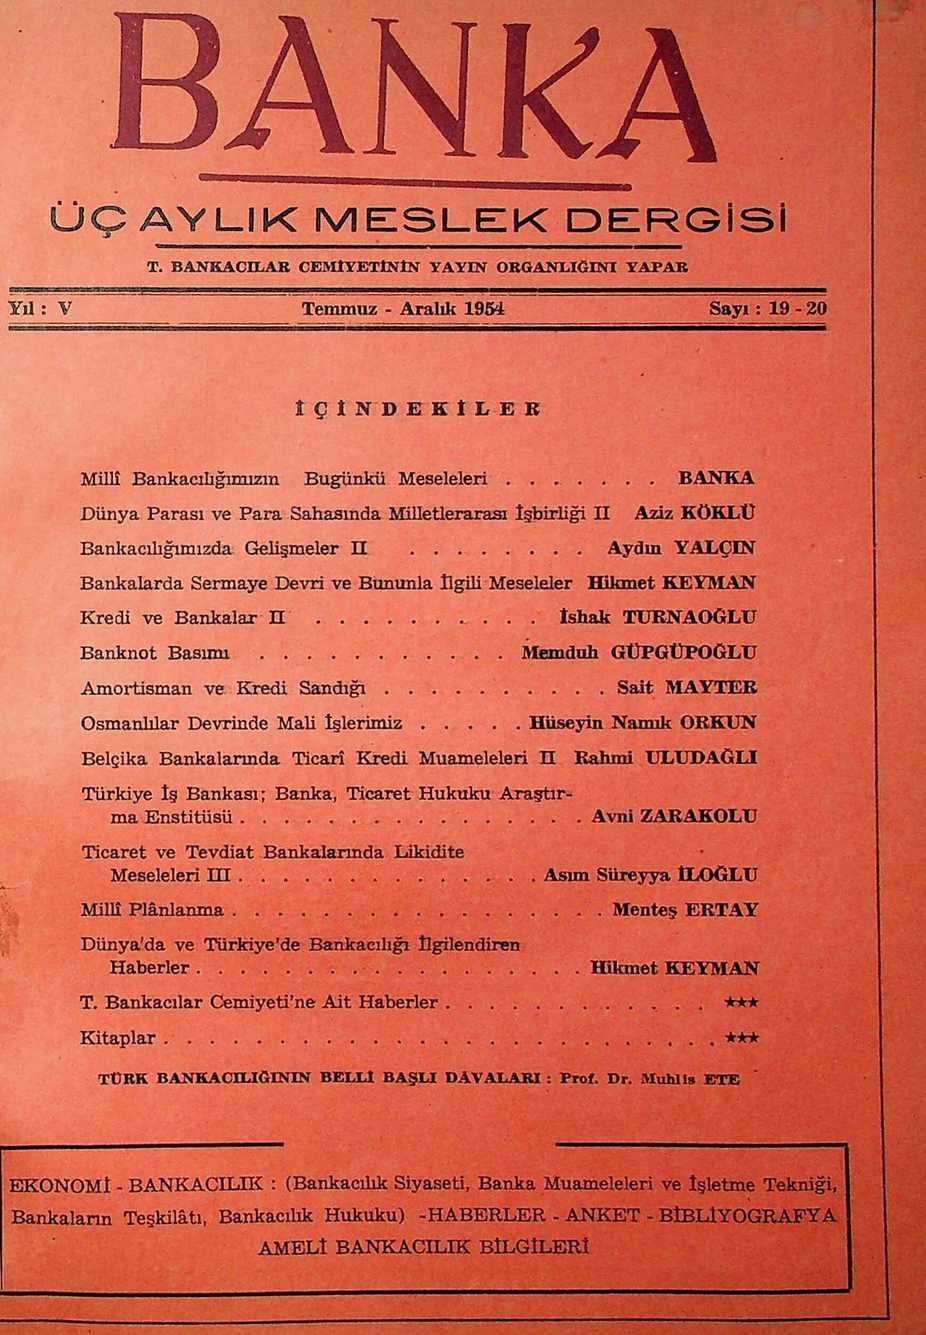 BANKA
ÜÇ AYLIK MESLEK DERGİSİ
T. BANKACILAR CEMİYETİNİN YAYIN ORGANLIĞINI YAPAR
Yıl : V Temmuz - Aralık 1954 Sayı : 19 - 20
İÇİNDEKİLER
Millî Bankacılığımızın Bugünkü Meseleleri . . . . . . . BANKA
Dünya Parası ve Para Sahasında Milletlerarası İşbirliği II Aziz KÖKLÜ
Bankacılığımızda Gelişmeler II . . . . . . . . Aydın YALÇIN
Bankalarda Sermaye Devri ve Bununla İlgili Meseleler Hikmet KEYMAN
Kredi ve Bankalar II . . . . . . . . . . İshak TURNAOĞLU
Banknot Basımı . . . . . . . . . . . Memduh GÜPGÜPOĞLU
Amortisman ve Kredi Sandığı . . . . . . . . . . Sait MAYTER
Osmanlılar Devrinde Mali İşlerimiz . . . . . Hüseyin Namık ORKUN
Belçika Bankalarında Ticarî Kredi Muameleleri II Rahmi ULUDAĞLI
Türkiye İş Bankası; Banka, Ticaret Hukuku Araştır-
ma Enstitüsü . . . . . . . . . . . . . . . . Avni ZARAKOLU
Ticaret ve Tevdiat Bankalarında Likidite
Meseleleri III . . . . . . . . . . . . . . Asım Süreyya İLOĞLU
Millî Plânlanma . . . . . . . . . . . . . . . . . Menteş ERTAY
Dünya'da ve Türkiye'de Bankacılığı İlgilendiren
Haberler . . . . . . . . . . . . . . . . . . Hikmet KEYMAN
T. Bankacılar Cemiyeti'ne Ait Haberler . . . . . . . . . . . . ★★★
Kitaplar . . . . . . . . . . . . . . . . . . . . . . . . . ★★★
TÜRK BANKACILIĞININ BELLİ BAŞLI DÂVALARI : Prof. Dr. Muhlis ETE
EKONOMİ - BANKACILIK : (Bankacılık Siyaseti, Banka Muameleleri ve İşletme Tekniği,
Bankaların Teşkilâtı, Bankacılık Hukuku) -HABERLER - ANKET - BİBLİYOGRAFYA
AMELİ BANKACILIK BİLGİLERİ